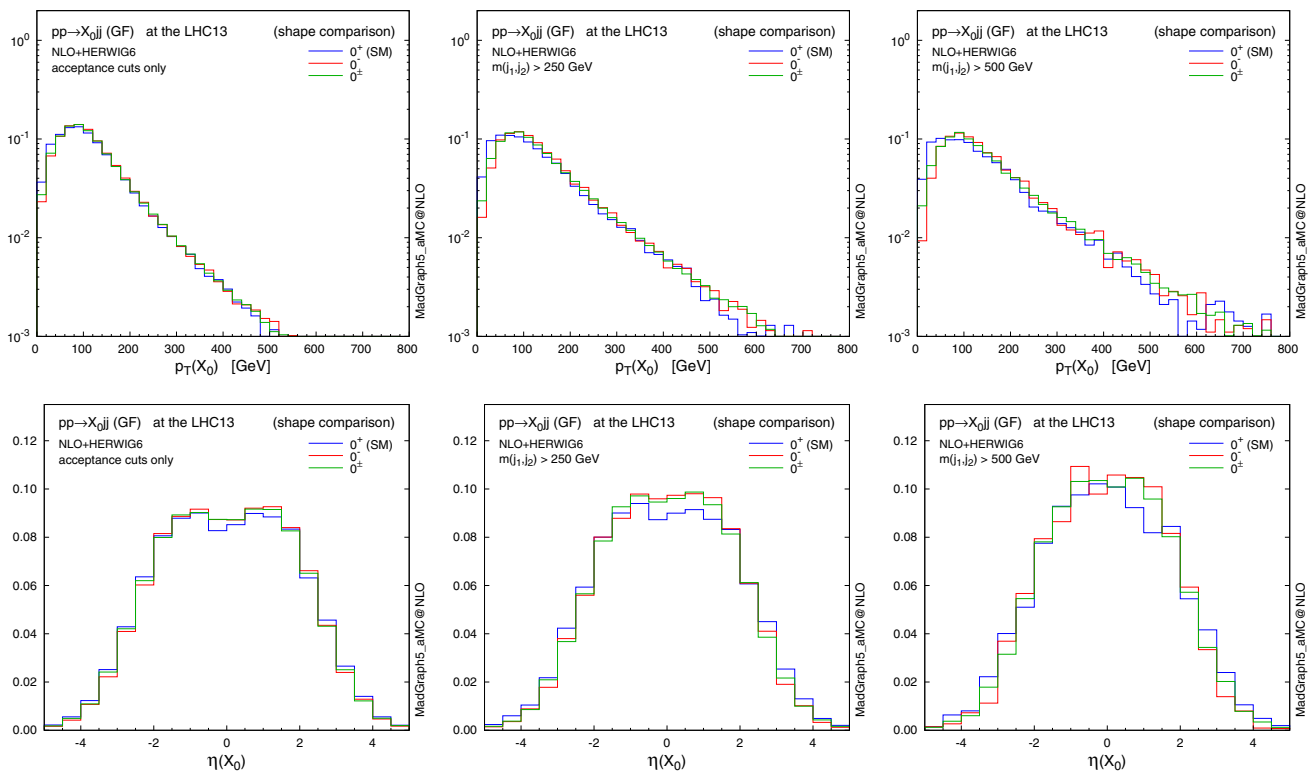 pp→X₀jj (GF) at the LHC13 (shape comparison)
NLO+HERWIG6
acceptance cuts only
0⁺ (SM)
0⁻
0^±
10⁰
10⁻¹
10⁻²
10⁻³
0 100 200 300 400 500 600 700 800
p_T(X₀) [GeV]
MadGraph5_aMC@NLO
pp→X₀jj (GF) at the LHC13 (shape comparison)
NLO+HERWIG6
m(j₁,j₂) > 250 GeV
0⁺ (SM)
0⁻
0^±
10⁰
10⁻¹
10⁻²
10⁻³
0 100 200 300 400 500 600 700 800
p_T(X₀) [GeV]
MadGraph5_aMC@NLO
pp→X₀jj (GF) at the LHC13 (shape comparison)
NLO+HERWIG6
m(j₁,j₂) > 500 GeV
0⁺ (SM)
0⁻
0^±
10⁰
10⁻¹
10⁻²
10⁻³
0 100 200 300 400 500 600 700 800
p_T(X₀) [GeV]
MadGraph5_aMC@NLO
pp→X₀jj (GF) at the LHC13 (shape comparison)
NLO+HERWIG6
acceptance cuts only
0⁺ (SM)
0⁻
0^±
0.12
0.10
0.08
0.06
0.04
0.02
0.00
-4 -2 0 2 4
η(X₀)
MadGraph5_aMC@NLO
pp→X₀jj (GF) at the LHC13 (shape comparison)
NLO+HERWIG6
m(j₁,j₂) > 250 GeV
0⁺ (SM)
0⁻
0^±
0.12
0.10
0.08
0.06
0.04
0.02
0.00
-4 -2 0 2 4
η(X₀)
MadGraph5_aMC@NLO
pp→X₀jj (GF) at the LHC13 (shape comparison)
NLO+HERWIG6
m(j₁,j₂) > 500 GeV
0⁺ (SM)
0⁻
0^±
0.12
0.10
0.08
0.06
0.04
0.02
0.00
-4 -2 0 2 4
η(X₀)
MadGraph5_aMC@NLO